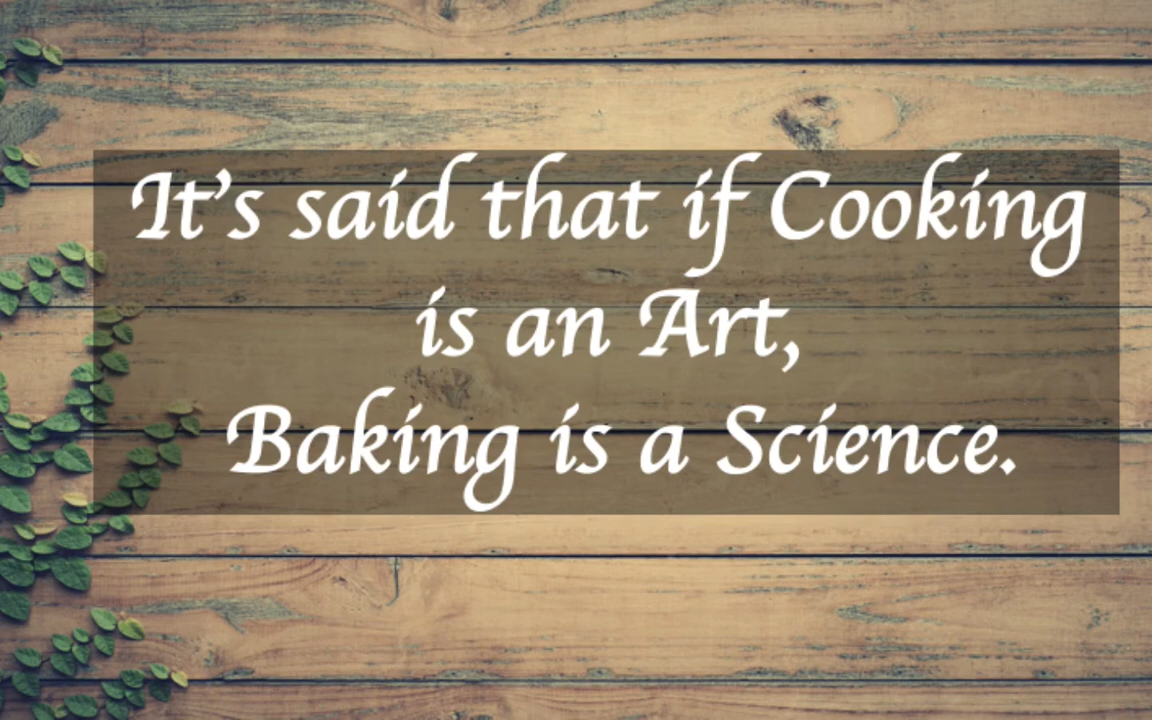 It's said that if Cooking
is an Art,
Baking is a Science.